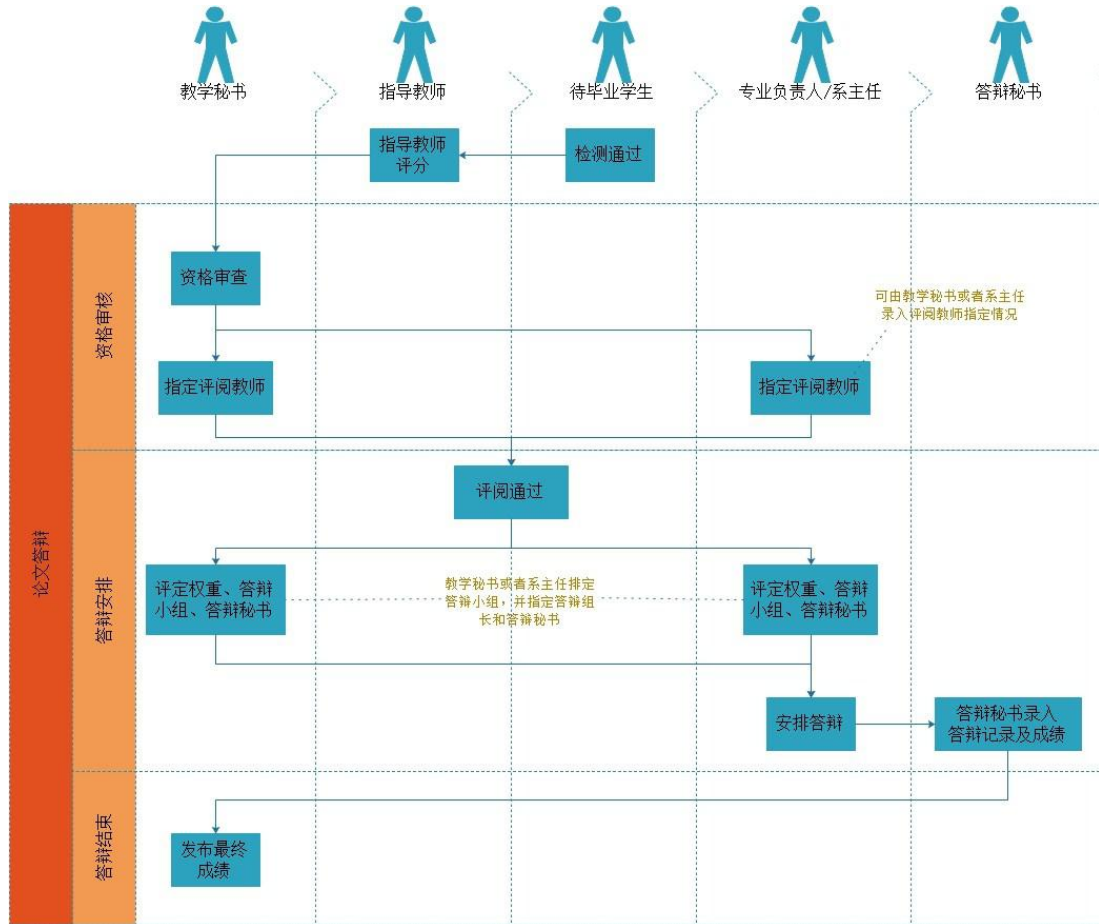 教学秘书
指导教师
待毕业学生
专业负责人/系主任
答辩秘书
指导教师
评分
检测通过
论文答辩
资格审核
资格审查
可由教学秘书或者系主任
录入评阅教师指定情况
指定评阅教师
指定评阅教师
答辩安排
评阅通过
评定权重、答辩
小组、答辩秘书
教学秘书或者系主任排定
答辩小组,并指定答辩组
长和答辩秘书
评定权重、答辩
小组、答辩秘书
安排答辩
答辩秘书录入
答辩记录及成绩
答辩结束
发布最终
成绩